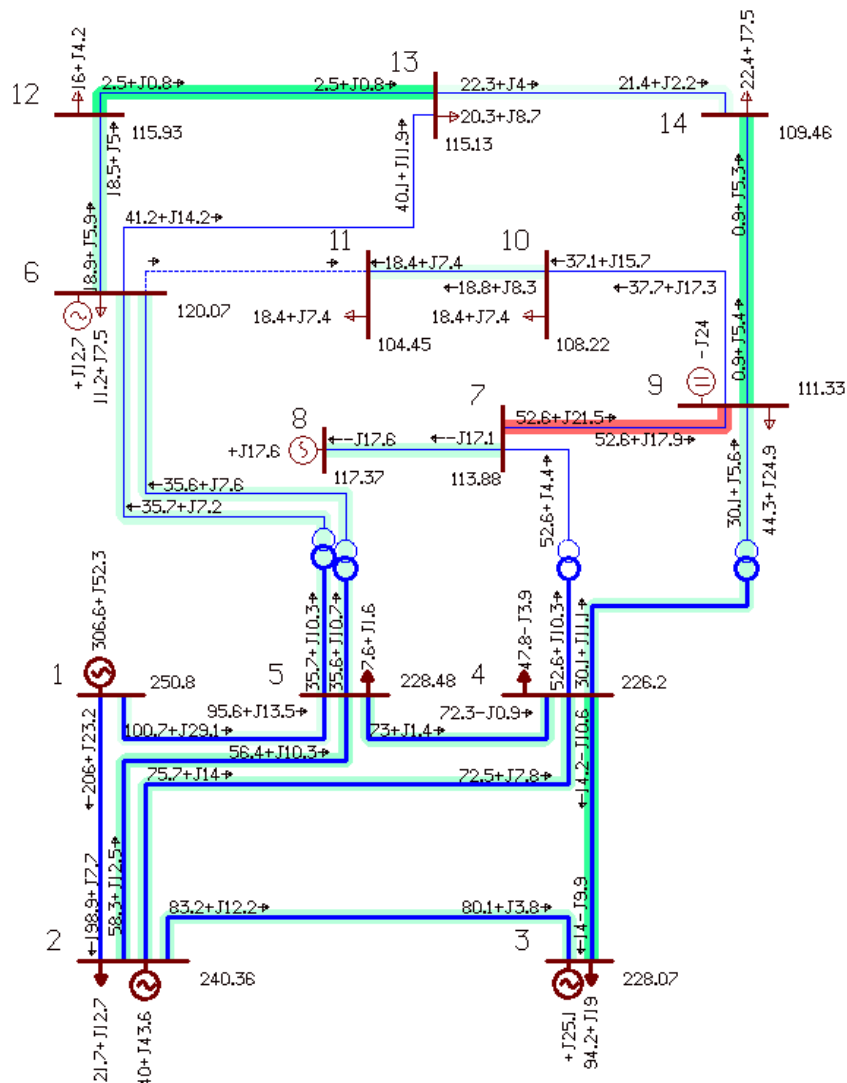 16+J4.2
2.5+J0.8
2.5+J0.8
13
22.3+J4
21.4+J2.2
22.4+J7.5
12
115.93
20.3+J8.7
115.13
14
109.46
18.5+J5
40.1+J11.9
0.9+J5.3
18.9+J5.9
41.2+J14.2
11
10
6
120.07
18.4+J7.4
37.1+J15.7
18.8+J8.3
37.7+J17.3
+J12.7
11.2+J7.5
18.4+J7.4
104.45
18.4+J7.4
108.22
-J24
0.9+J5.4
9
111.33
7
52.6+J21.5
8
-J17.6
-J17.1
52.6+J17.9
+J17.6
117.37
113.88
44.3+J24.9
30.1+J5.6
52.6+J4.4
35.6+J7.6
35.7+J7.2
306.6+J52.3
35.7+J10.3
35.6+J10.7
7.6+J1.6
47.8-J3.9
52.6+J10.3
30.1+J11.1
1
250.8
5
228.48
4
226.2
95.6+J13.5
72.3-J0.9
100.7+J29.1
73+J1.4
206+J23.2
56.4+J10.3
14.2-J10.6
75.7+J14
72.5+J7.8
198.9+J7.7
58.3+J12.5
83.2+J12.2
80.1+J3.8
14-J9.9
2
240.36
3
228.07
21.7+J12.7
40+J43.6
+J25.1
94.2+J19